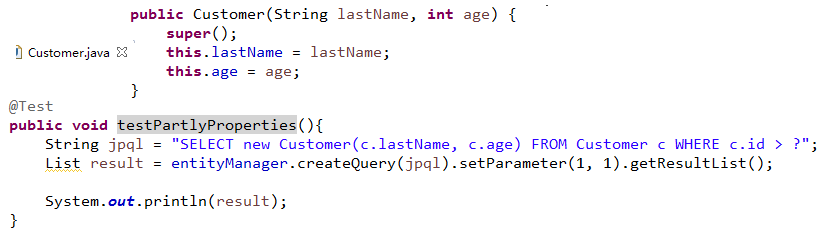 public Customer(String lastName, int age) {
super();
Customer.java
this.lastName = lastName;
this.age = age;
}
@Test
public void testPartlyProperties(){
String jpql = "SELECT new Customer(c.lastName, c.age) FROM Customer c WHERE c.id > ?";
List result = entityManager.createQuery(jpql).setParameter(1, 1).getResultList();
System.out.println(result);
}